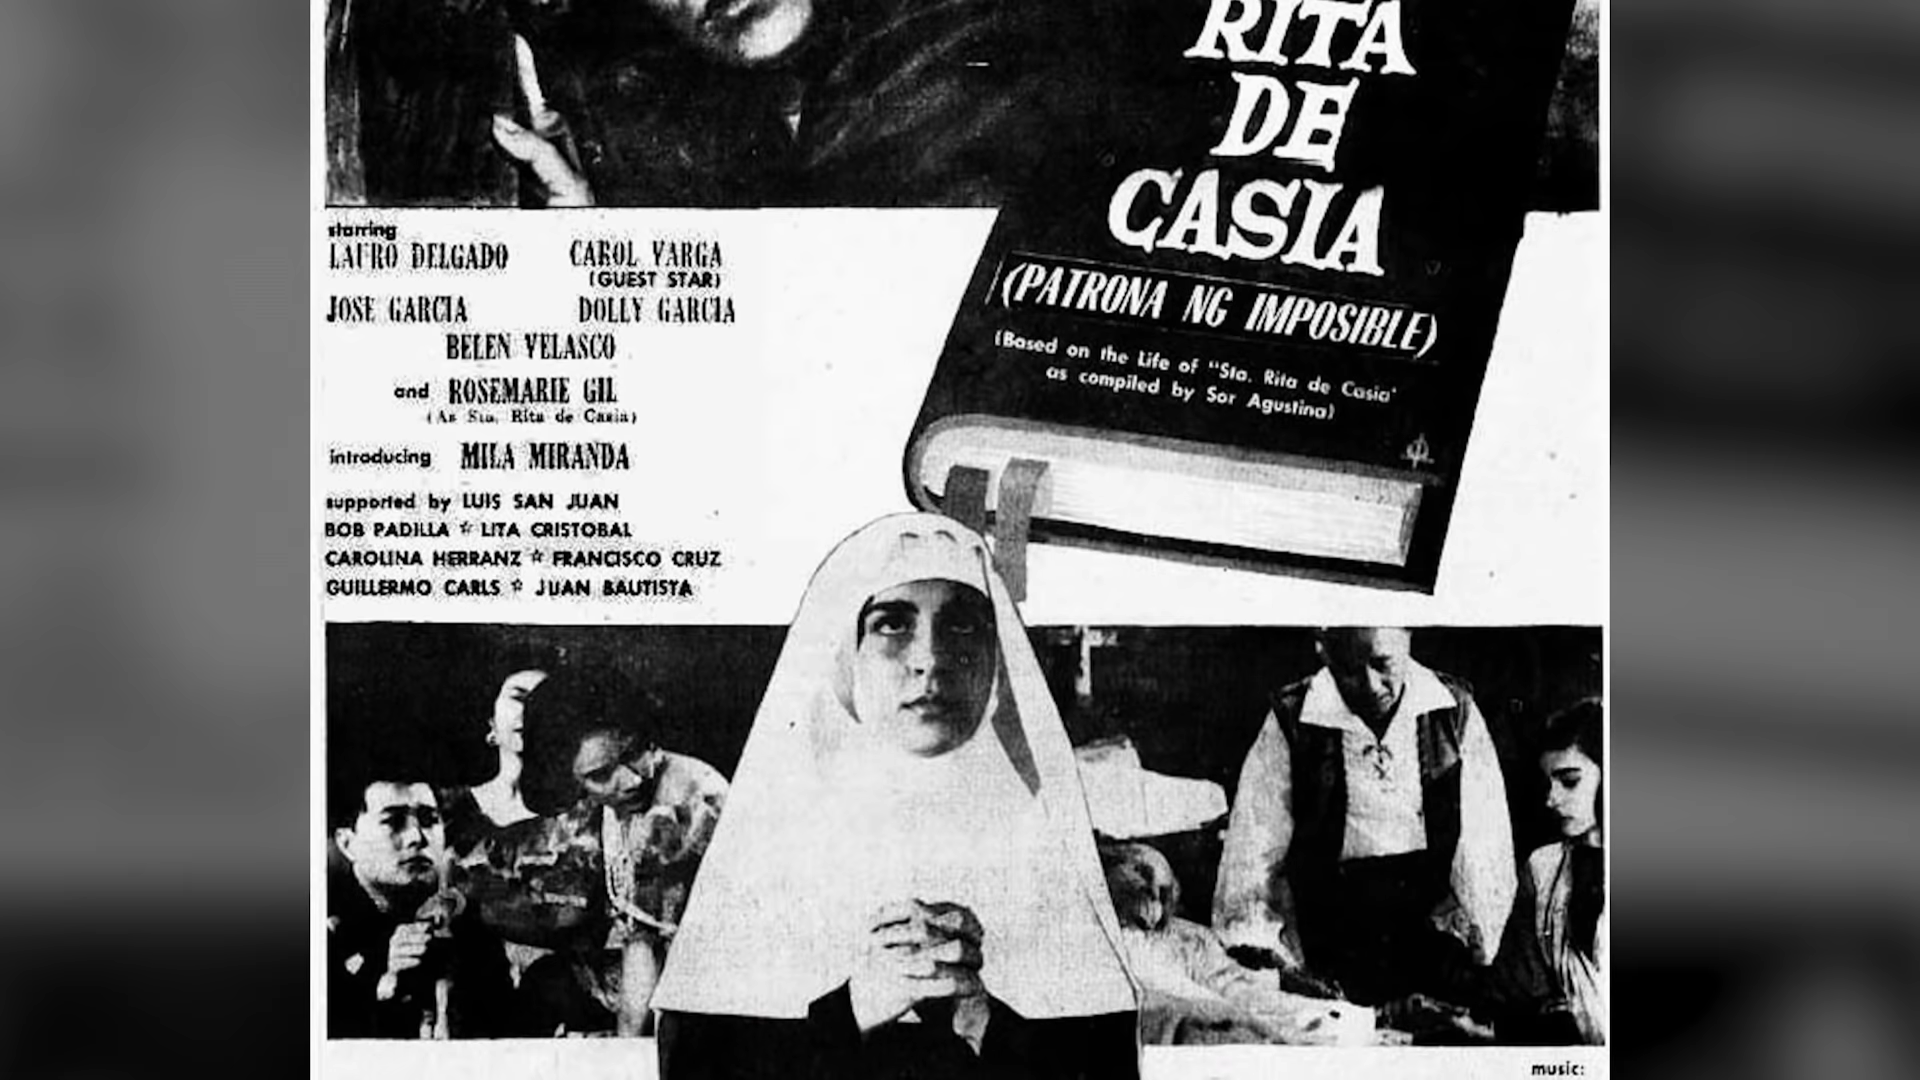 RITA
DE
CASIA
(PATRONA NG IMPOSIBLE)
(Based on the Life of "Sta. Rita de Casia'
as compiled by Sor Agustina)
starring
LAURO DELGADO
CAROL VARGA
(GUEST STAR)
JOSE GARCIA
DOLLY GARCIA
BELEN VELASCO
and ROSEMARIE GIL
(As Sta. Rita de Casia)
introducing MILA MIRANDA
supported by LUIS SAN JUAN
BOB PADILLA ☆ LITA CRISTOBAL
CAROLINA HERRANZ ☆ FRANCISCO CRUZ
GUILLERMO CARLS ☆ JUAN BAUTISTA
music: